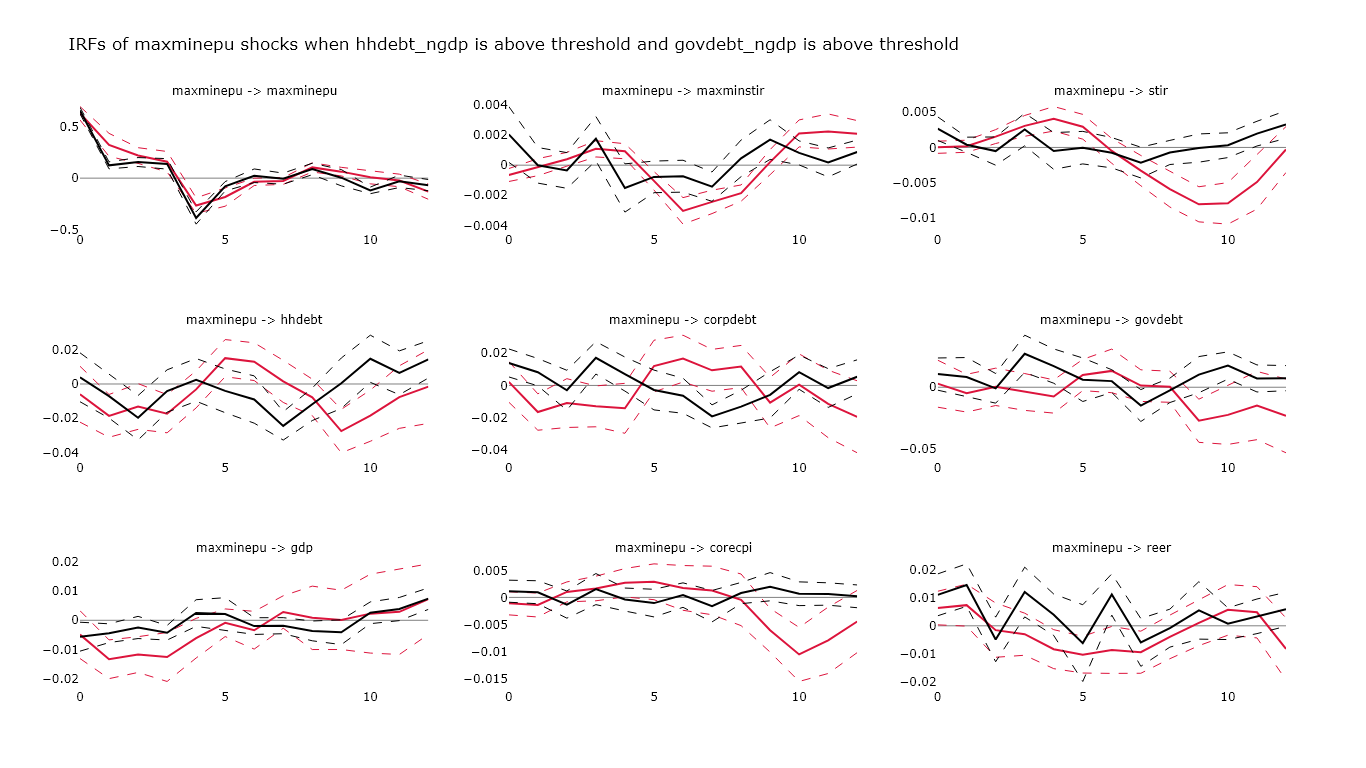 IRFs of maxminepu shocks when hhdebt_ngdp is above threshold and govdebt_ngdp is above threshold
maxminepu -> maxminepu
0.5
0
−0.5
0 5 10
maxminepu -> maxminstir
0.004
0.002
0
−0.002
−0.004
0 5 10
maxminepu -> stir
0.005
0
−0.005
−0.01
0 5 10
maxminepu -> hhdebt
0.02
0
−0.02
−0.04
0 5 10
maxminepu -> corpdebt
0.02
0
−0.02
−0.04
0 5 10
maxminepu -> govdebt
0
−0.05
0 5 10
maxminepu -> gdp
0.02
0.01
0
−0.01
−0.02
0 5 10
maxminepu -> corecpi
0.005
0
−0.005
−0.01
−0.015
0 5 10
maxminepu -> reer
0.02
0.01
0
−0.01
−0.02
0 5 10